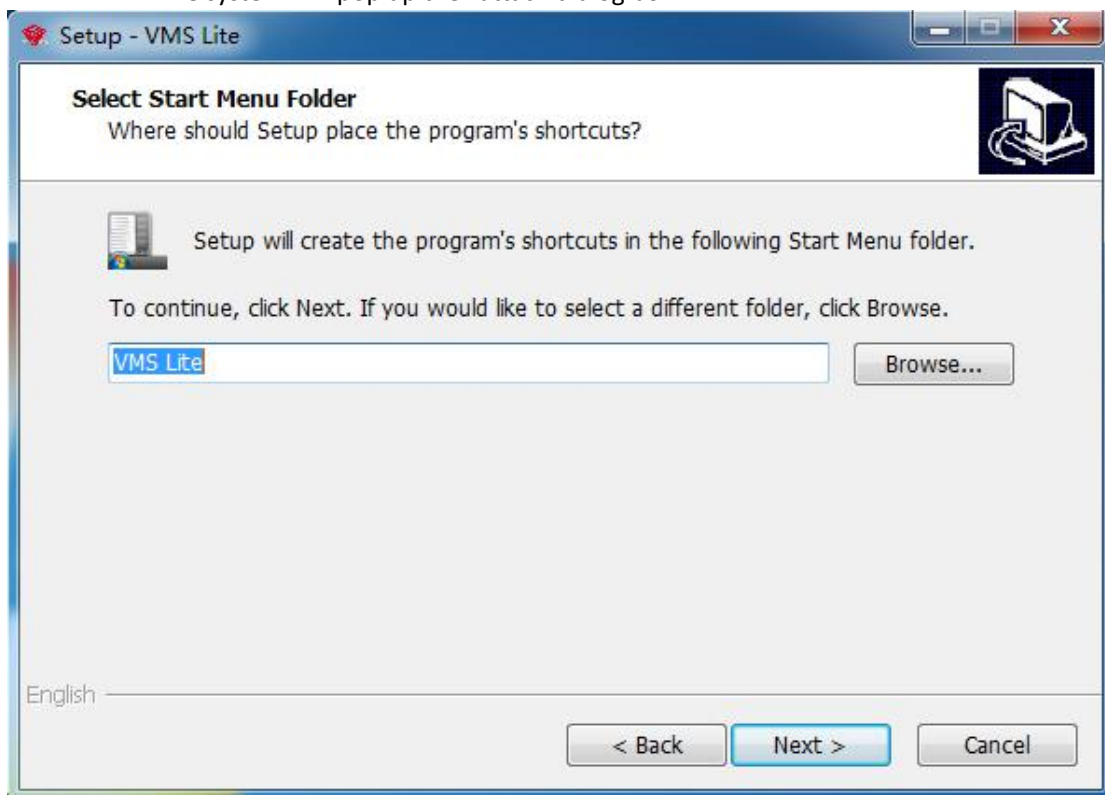 Setup - VMS Lite
Select Start Menu Folder
Where should Setup place the program's shortcuts?
Setup will create the program's shortcuts in the following Start Menu folder.
To continue, click Next. If you would like to select a different folder, click Browse.
VMS Lite
Browse...
English
< Back
Next >
Cancel